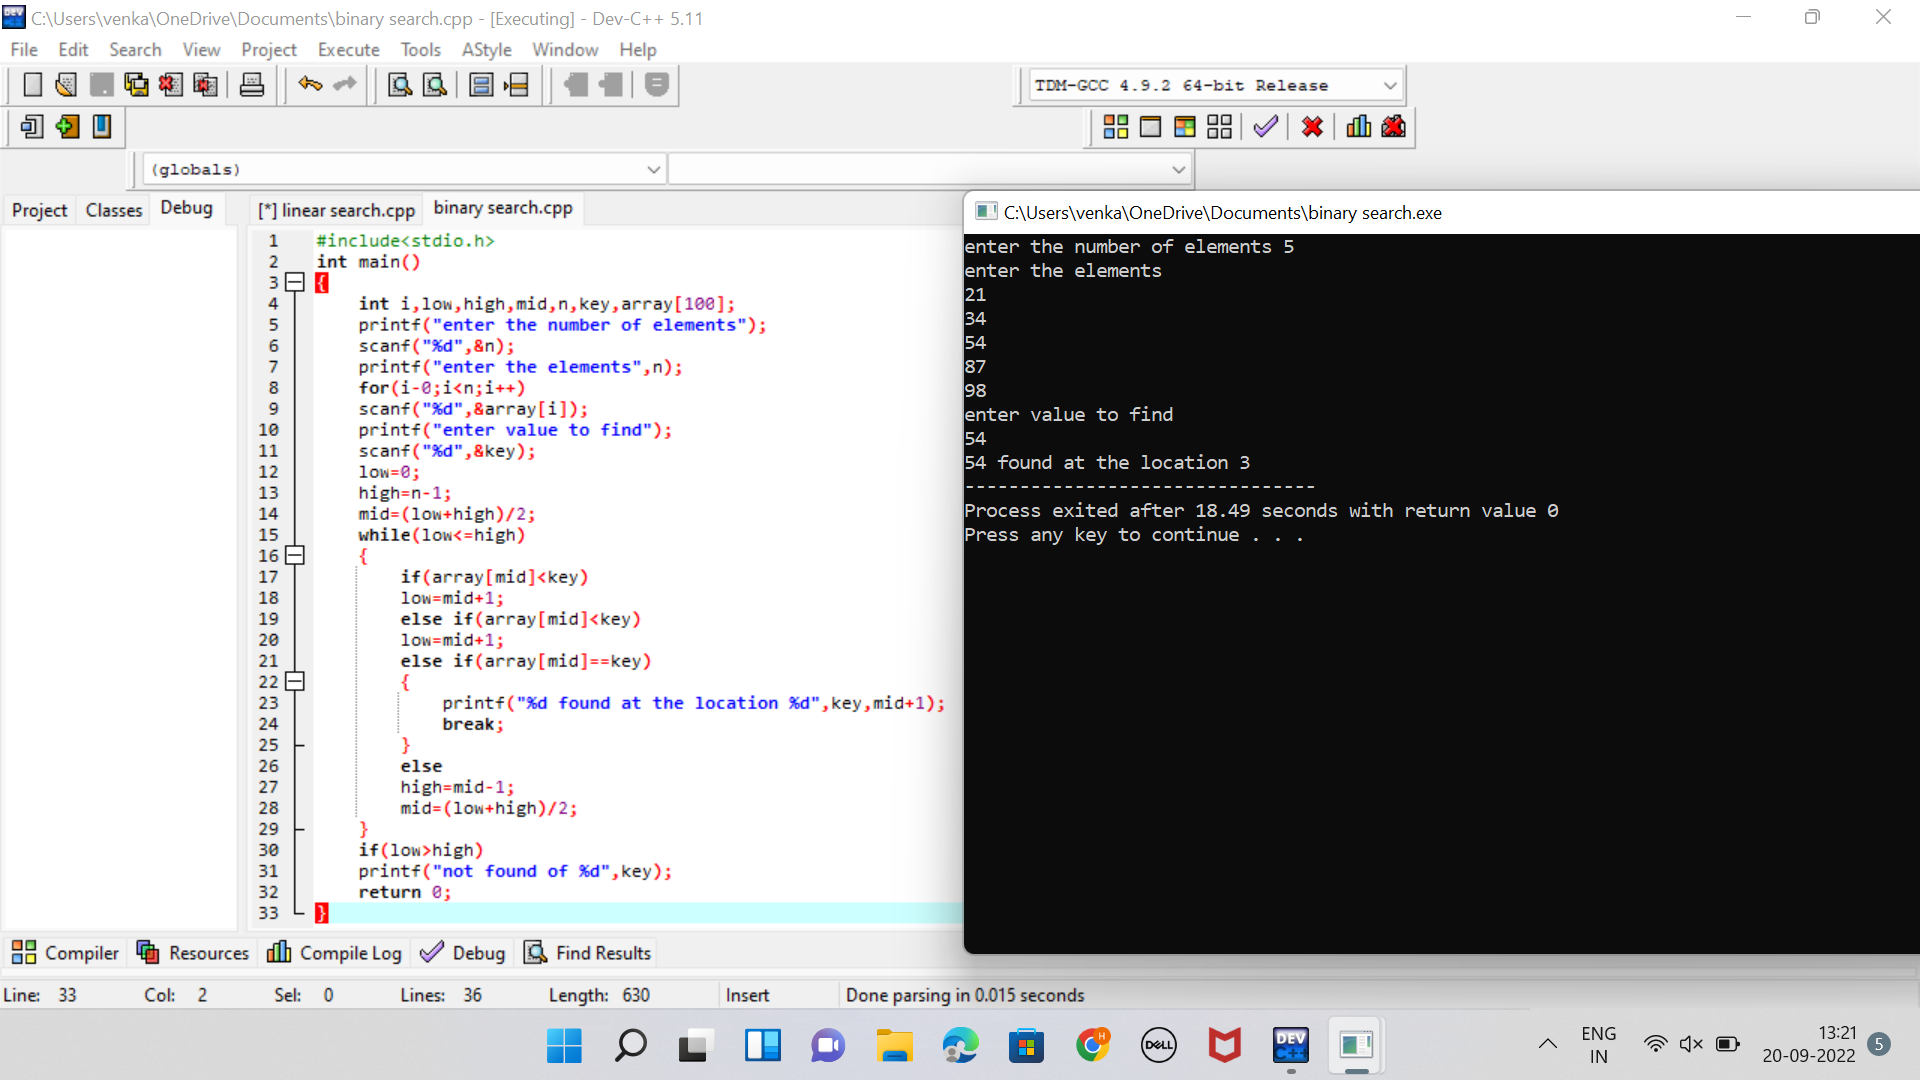 C:\Users\venka\OneDrive\Documents\binary search.cpp - [Executing] - Dev-C++ 5.11
File Edit Search View Project Execute Tools AStyle Window Help
TDM-GCC 4.9.2 64-bit Release
(globals)
Project Classes Debug
[*] linear search.cpp binary search.cpp
1 #include<stdio.h>
2 int main()
3 {
4 int i,low,high,mid,n,key,array[100];
5 printf("enter the number of elements");
6 scanf("%d",&n);
7 printf("enter the elements",n);
8 for(i-0;i<n;i++)
9 scanf("%d",&array[i]);
10 printf("enter value to find");
11 scanf("%d",&key);
12 low=0;
13 high=n-1;
14 mid=(low+high)/2;
15 while(low<=high)
16 {
17 if(array[mid]<key)
18 low=mid+1;
19 else if(array[mid]<key)
20 low=mid+1;
21 else if(array[mid]==key)
22 {
23 printf("%d found at the location %d",key,mid+1);
24 break;
25 }
26 else
27 high=mid-1;
28 mid=(low+high)/2;
29 }
30 if(low>high)
31 printf("not found of %d",key);
32 return 0;
33 }
C:\Users\venka\OneDrive\Documents\binary search.exe
enter the number of elements 5
enter the elements
21
34
54
87
98
enter value to find
54
54 found at the location 3
--------------------------------
Process exited after 18.49 seconds with return value 0
Press any key to continue . . .
Compiler Resources Compile Log Debug Find Results
Line: 33 Col: 2 Sel: 0 Lines: 36 Length: 630 Insert Done parsing in 0.015 seconds
H
DELL
DEV
C++
ENG
IN
13:21
20-09-2022
5